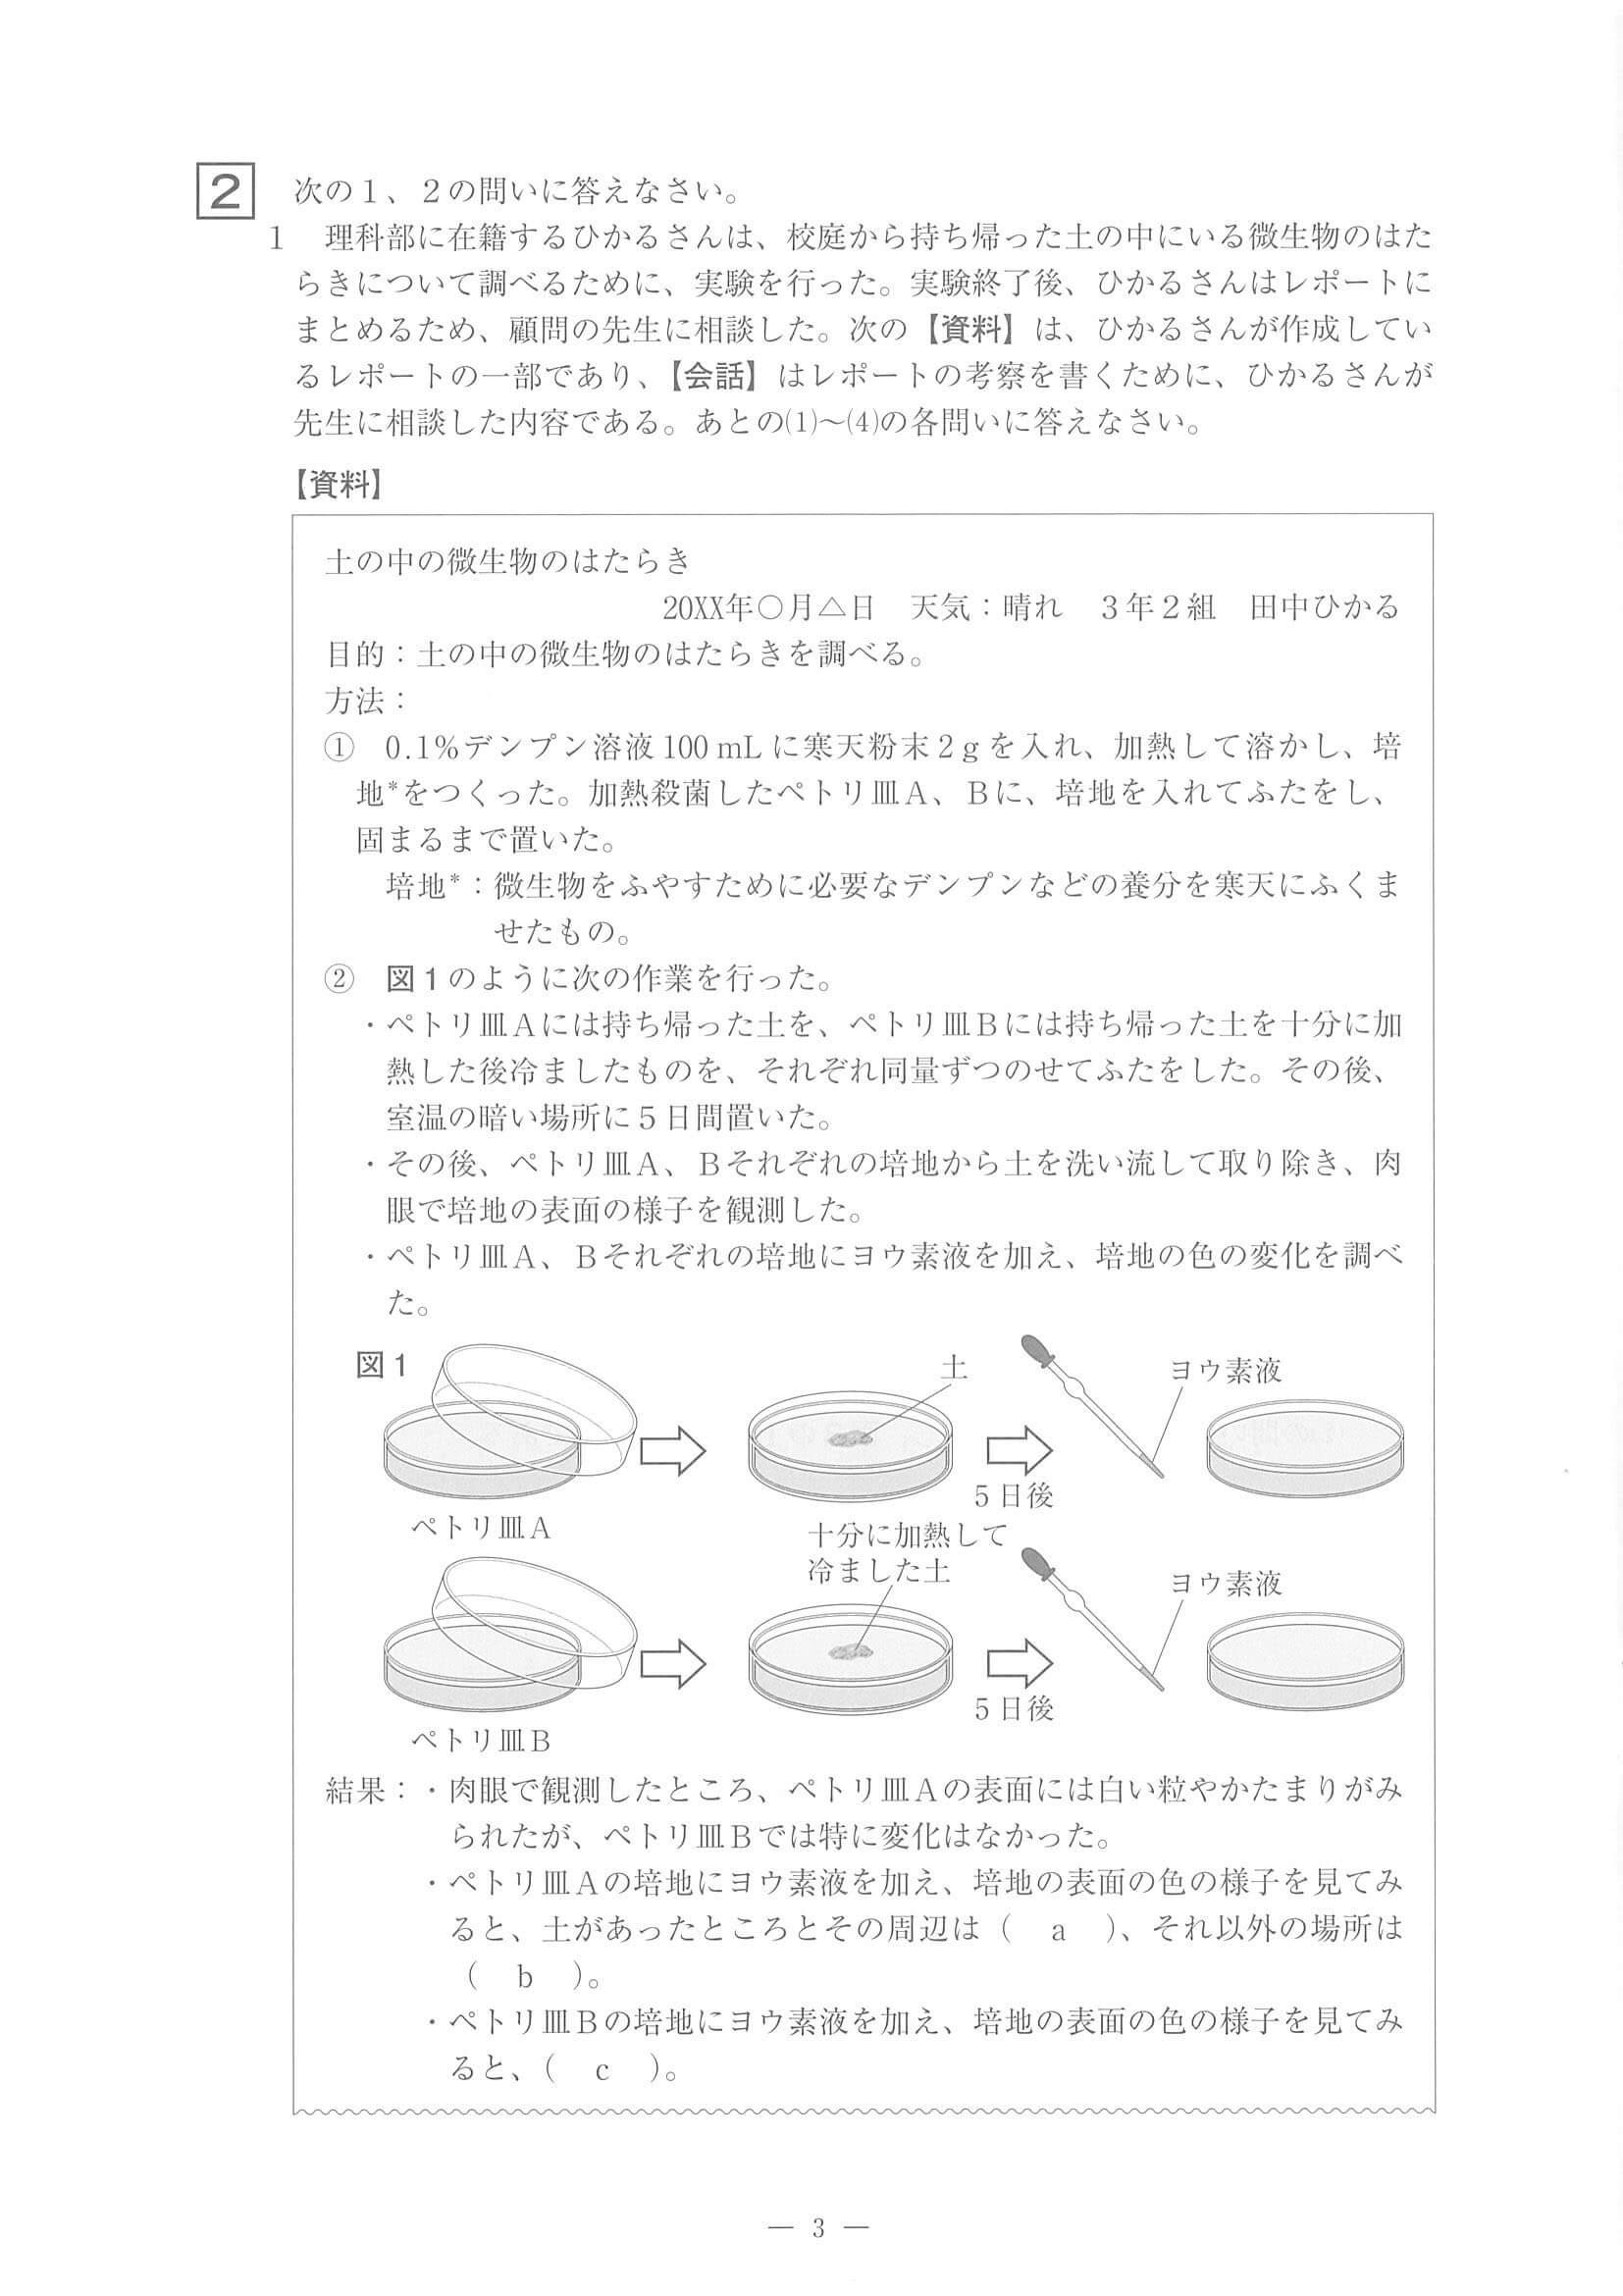 2 次の1、2の問いに答えなさい。
1 理科部に在籍するひかるさんは、校庭から持ち帰った土の中にいる微生物のはた
らきについて調べるために、実験を行った。実験終了後、ひかるさんはレポートに
まとめるため、顧問の先生に相談した。次の【資料】は、ひかるさんが作成してい
るレポートの一部であり、【会話】はレポートの考察を書くために、ひかるさんが
先生に相談した内容である。あとの⑴～⑷の各問いに答えなさい。
【資料】
土の中の微生物のはたらき
20XX年○月△日 天気：晴れ 3年2組 田中ひかる
目的：土の中の微生物のはたらきを調べる。
方法：
① 0.1%デンプン溶液100 mLに寒天粉末2gを入れ、加熱して溶かし、培
地*をつくった。加熱殺菌したペトリ皿A、Bに、培地を入れてふたをし、
固まるまで置いた。
培地*：微生物をふやすために必要なデンプンなどの養分を寒天にふくま
せたもの。
② 図1のように次の作業を行った。
・ペトリ皿Aには持ち帰った土を、ペトリ皿Bには持ち帰った土を十分に加
熱した後冷ましたものを、それぞれ同量ずつのせてふたをした。その後、
室温の暗い場所に5日間置いた。
・その後、ペトリ皿A、Bそれぞれの培地から土を洗い流して取り除き、肉
眼で培地の表面の様子を観測した。
・ペトリ皿A、Bそれぞれの培地にヨウ素液を加え、培地の色の変化を調べ
た。
図1
土
ヨウ素液
5日後
ペトリ皿A
十分に加熱して
冷ました土
ヨウ素液
5日後
ペトリ皿B
結果：・肉眼で観測したところ、ペトリ皿Aの表面には白い粒やかたまりがみ
られたが、ペトリ皿Bでは特に変化はなかった。
・ペトリ皿Aの培地にヨウ素液を加え、培地の表面の色の様子を見てみ
ると、土があったところとその周辺は（ a ）、それ以外の場所は
（ b ）。
・ペトリ皿Bの培地にヨウ素液を加え、培地の表面の色の様子を見てみ
ると、（ c ）。
— 3 —